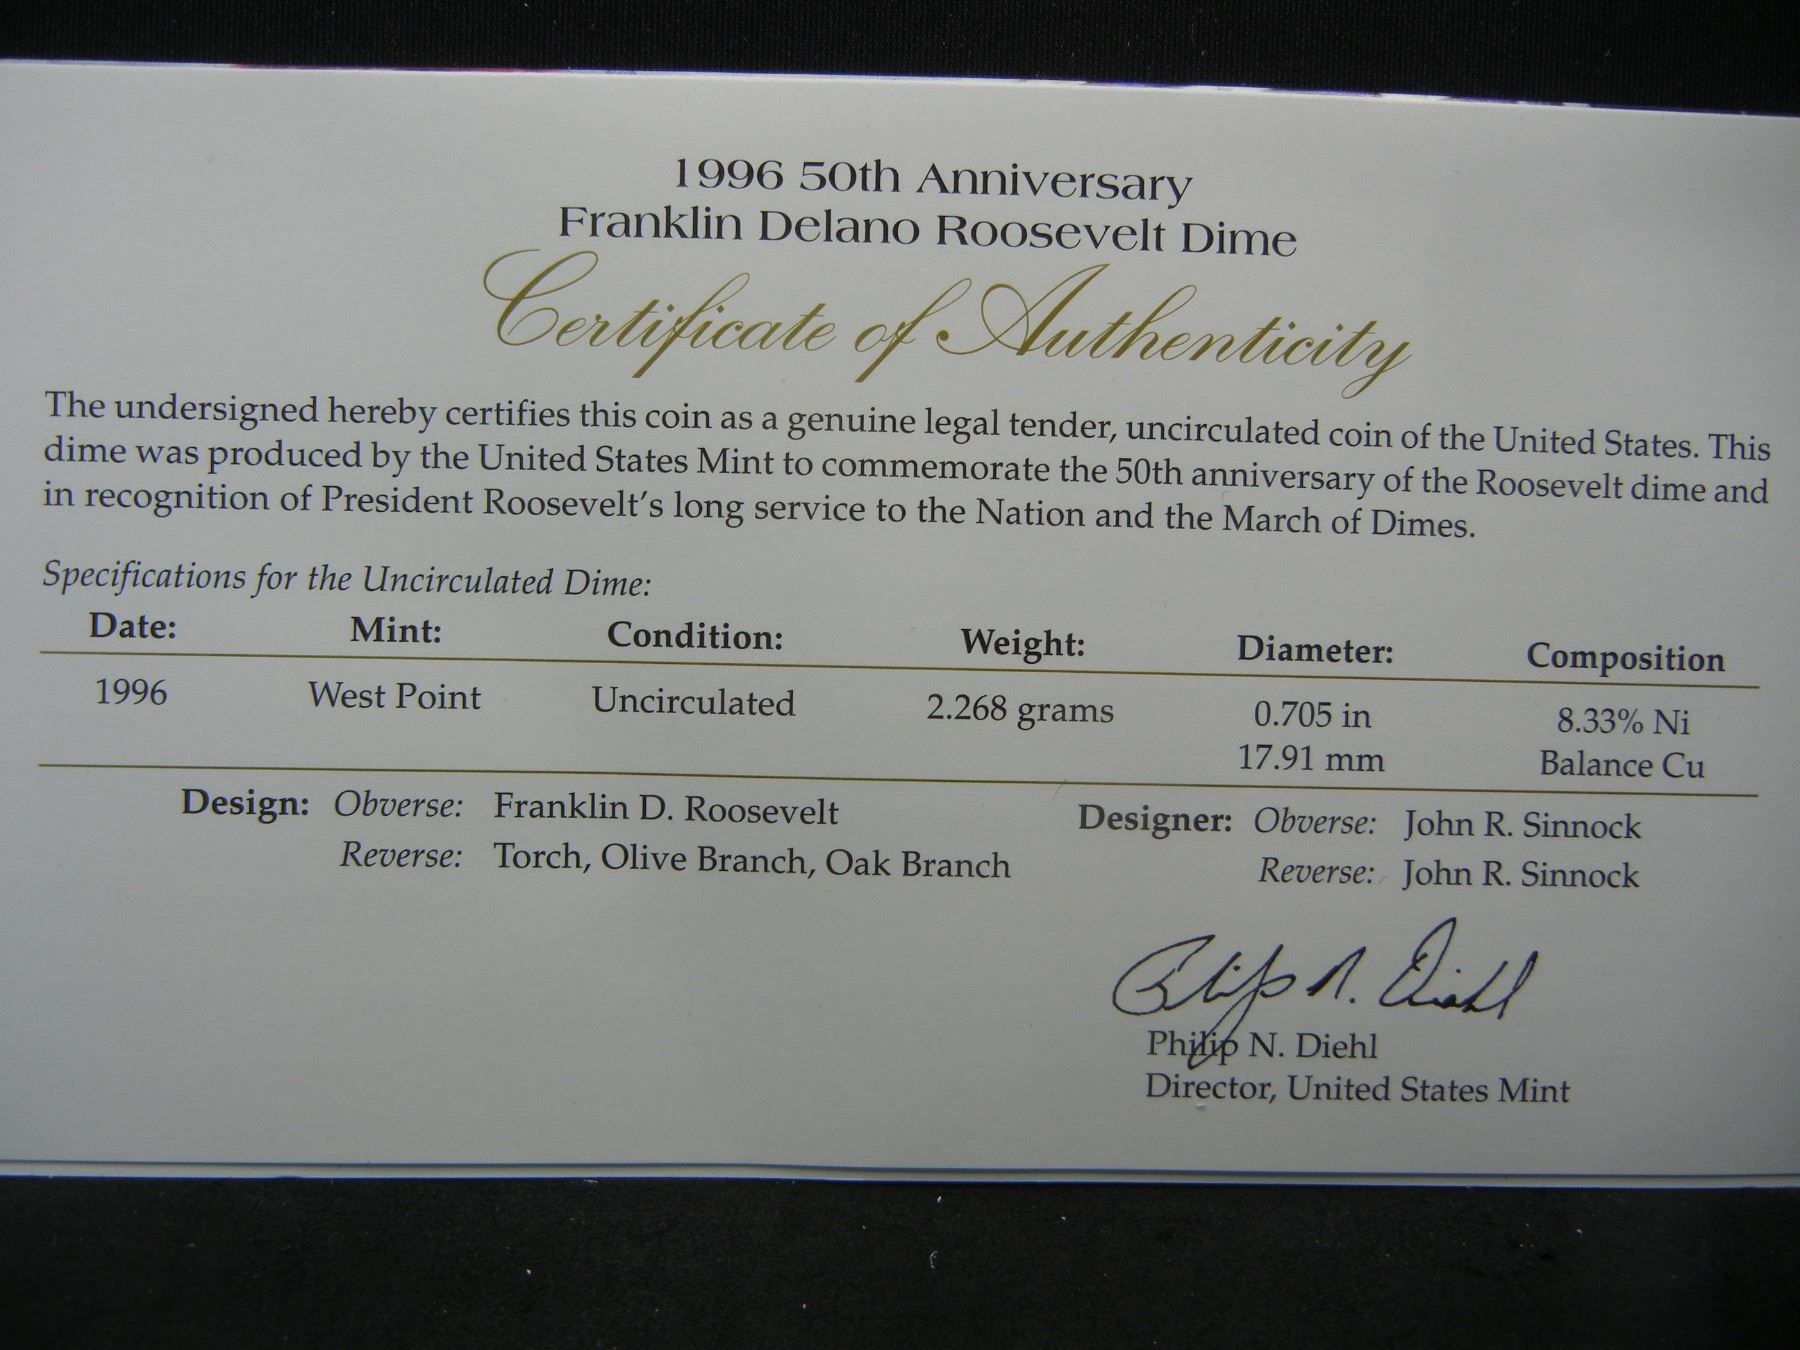 1996 50th Anniversary
Franklin Delano Roosevelt Dime
Certificate of Authenticity
The undersigned hereby certifies this coin as a genuine legal tender, uncirculated coin of the United States. This
dime was produced by the United States Mint to commemorate the 50th anniversary of the Roosevelt dime and
in recognition of President Roosevelt's long service to the Nation and the March of Dimes.
Specifications for the Uncirculated Dime:
Date: Mint: Condition: Weight: Diameter: Composition
1996 West Point Uncirculated 2.268 grams 0.705 in 8.33% Ni
17.91 mm Balance Cu
Design: Obverse: Franklin D. Roosevelt Designer: Obverse: John R. Sinnock
Reverse: Torch, Olive Branch, Oak Branch Reverse: John R. Sinnock
Philip N. Diehl
Philip N. Diehl
Director, United States Mint